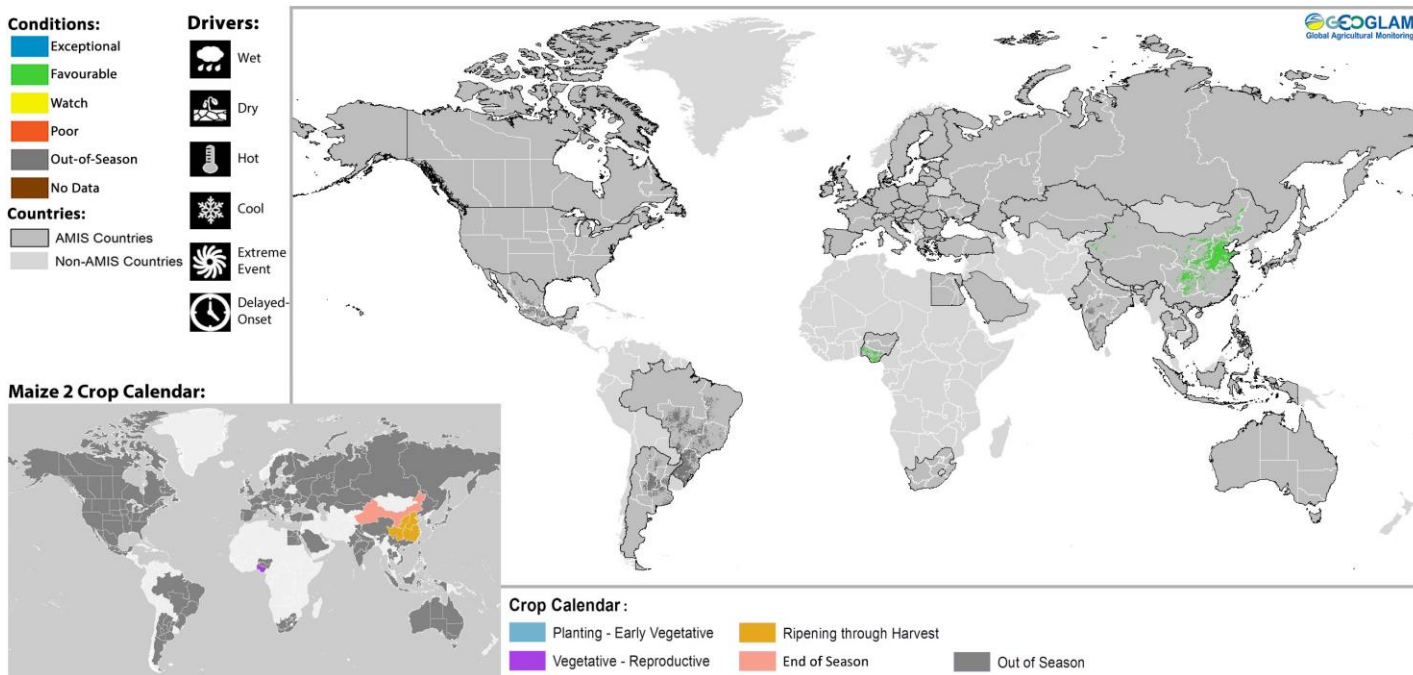 Conditions:
Exceptional
Favourable
Watch
Poor
Out-of-Season
No Data
Countries:
AMIS Countries
Non-AMIS Countries
Drivers:
Wet
Dry
Hot
Cool
Extreme
Event
Delayed-
Onset
GEOGLAM
Global Agricultural Monitoring
Maize 2 Crop Calendar:
Crop Calendar :
Planting - Early Vegetative
Vegetative - Reproductive
Ripening through Harvest
End of Season
Out of Season